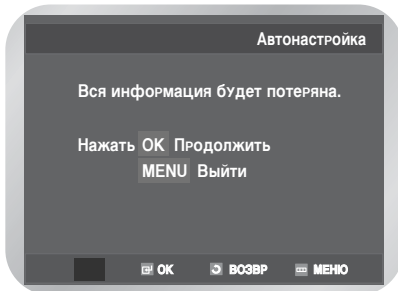 Автонастройка
Вся информация будет потеряна.
Нажать OK Продолжить
MENU Выйти
OK ВОЗВР МЕНЮ